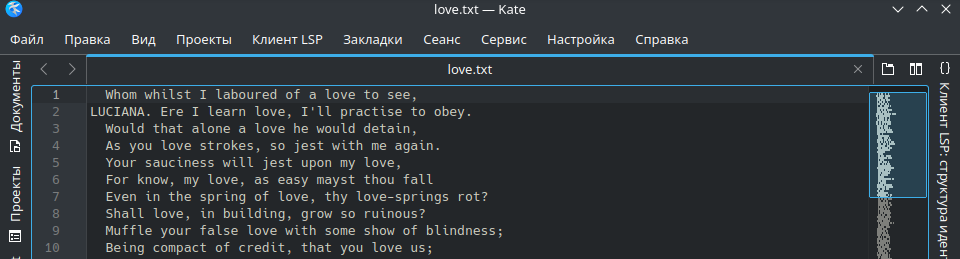 love.txt — Kate
Файл Правка Вид Проекты Клиент LSP Закладки Сеанс Сервис Настройка Справка
love.txt
Документы
Проекты
1 Whom whilst I laboured of a love to see,
2 LUCIANA. Ere I learn love, I'll practise to obey.
3 Would that alone a love he would detain,
4 As you love strokes, so jest with me again.
5 Your sauciness will jest upon my love,
6 For know, my love, as easy mayst thou fall
7 Even in the spring of love, thy love-springs rot?
8 Shall love, in building, grow so ruinous?
9 Muffle your false love with some show of blindness;
10 Being compact of credit, that you love us;
{} Клиент LSP: структура